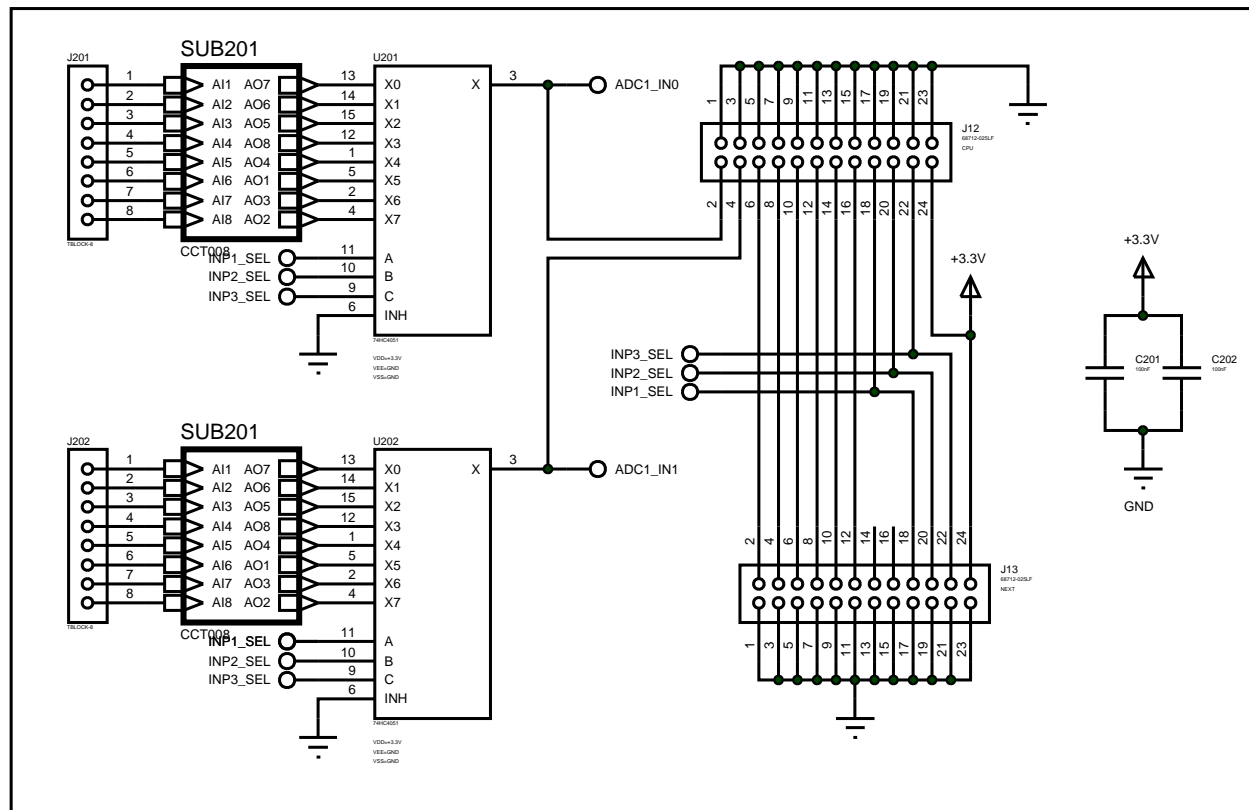 J201
SUB201
U201
1 AI1 AO7 13 X0 X 3 ADC1_IN0
2 AI2 AO6 14 X1
3 AI3 AO5 15 X2
4 AI4 AO8 12 X3
5 AI5 AO4 1 X4
6 AI6 AO1 5 X5
7 AI7 AO3 2 X6
8 AI8 AO2 4 X7
TBLOCK-8
CCT008
INP1_SEL 11 A
INP2_SEL 10 B
INP3_SEL 9 C
6 INH
74HC4051
VDD=+3.3V
VEE=GND
VSS=GND
1 3 5 7 9 11 13 15 17 19 21 23
J12
68712-025LF
CPU
2 4 6 8 10 12 14 16 18 20 22 24
+3.3V
INP3_SEL
INP2_SEL
INP1_SEL
+3.3V
C201
100nF
C202
100nF
GND
J202
SUB201
U202
1 AI1 AO7 13 X0 X 3 ADC1_IN1
2 AI2 AO6 14 X1
3 AI3 AO5 15 X2
4 AI4 AO8 12 X3
5 AI5 AO4 1 X4
6 AI6 AO1 5 X5
7 AI7 AO3 2 X6
8 AI8 AO2 4 X7
TBLOCK-8
CCT008
INP1_SEL 11 A
INP2_SEL 10 B
INP3_SEL 9 C
6 INH
74HC4051
VDD=+3.3V
VEE=GND
VSS=GND
2 4 6 8 10 12 14 16 18 20 22 24
J13
68712-025LF
NEXT
1 3 5 7 9 11 13 15 17 19 21 23